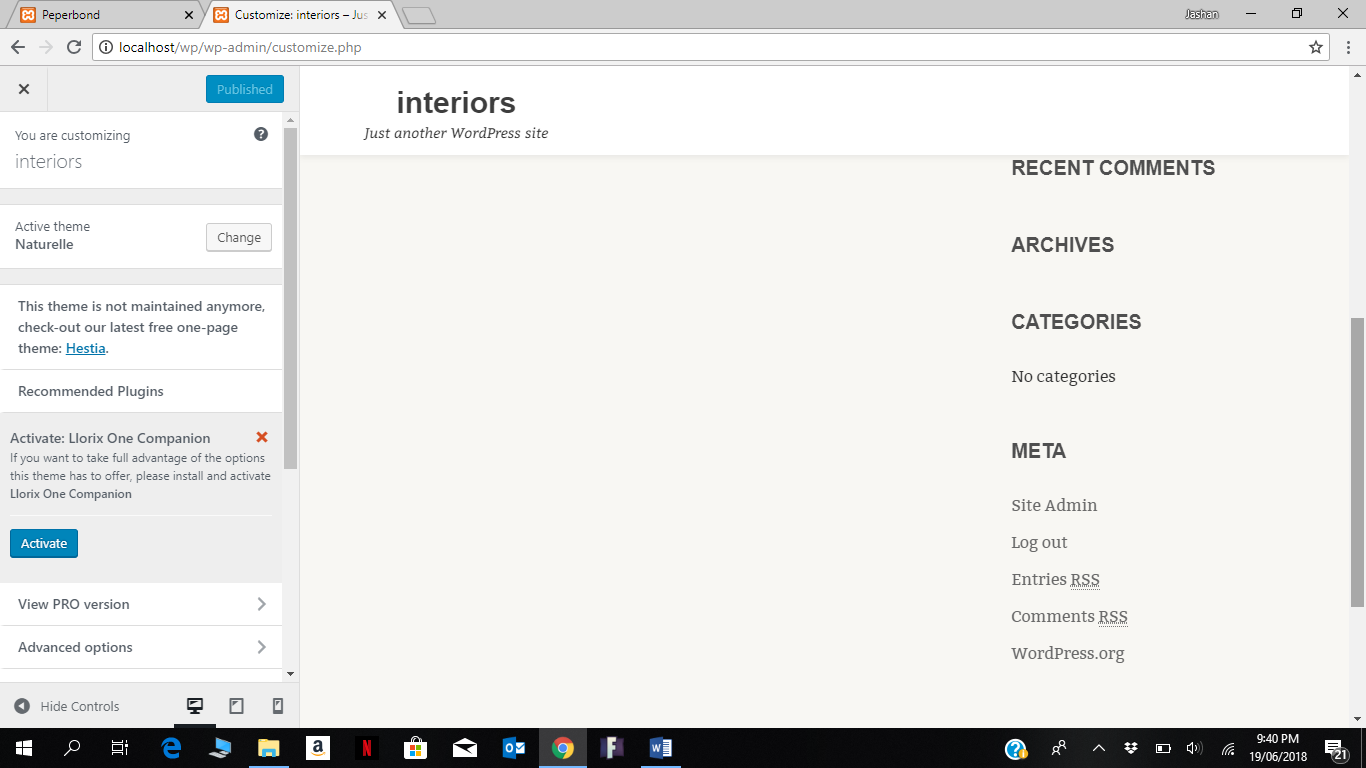 Peperbond
Customize: interiors – Jus
Jashan
localhost/wp/wp-admin/customize.php
Published
You are customizing
interiors
Active theme
Naturelle
Change
This theme is not maintained anymore,
check-out our latest free one-page
theme: Hestia.
Recommended Plugins
Activate: Llorix One Companion
If you want to take full advantage of the options
this theme has to offer, please install and activate
Llorix One Companion
Activate
View PRO version
Advanced options
Hide Controls
interiors
Just another WordPress site
RECENT COMMENTS
ARCHIVES
CATEGORIES
No categories
META
Site Admin
Log out
Entries RSS
Comments RSS
WordPress.org
9:40 PM
19/06/2018
21